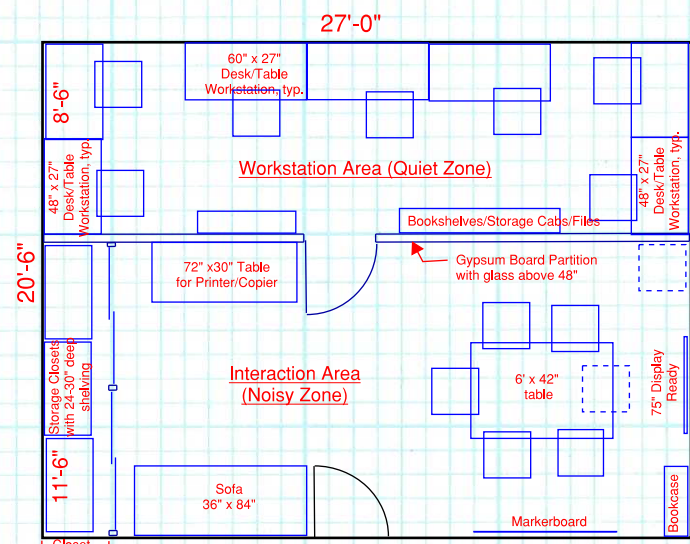 27'-0"
8'-6"
60" x 27"
Desk/Table
Workstation, typ.
48" x 27"
Desk/Table
Workstation, typ.
Workstation Area (Quiet Zone)
48" x 27"
Desk/Table
Workstation, typ.
Bookshelves/Storage Cabs/Files
20'-6"
72" x30" Table
for Printer/Copier
Gypsum Board Partition
with glass above 48"
Storage Closets
with 24-30" deep
shelving
Interaction Area
(Noisy Zone)
6' x 42"
table
75" Display
Ready
11'-6"
Sofa
36" x 84"
Markerboard
Bookcase
Closet